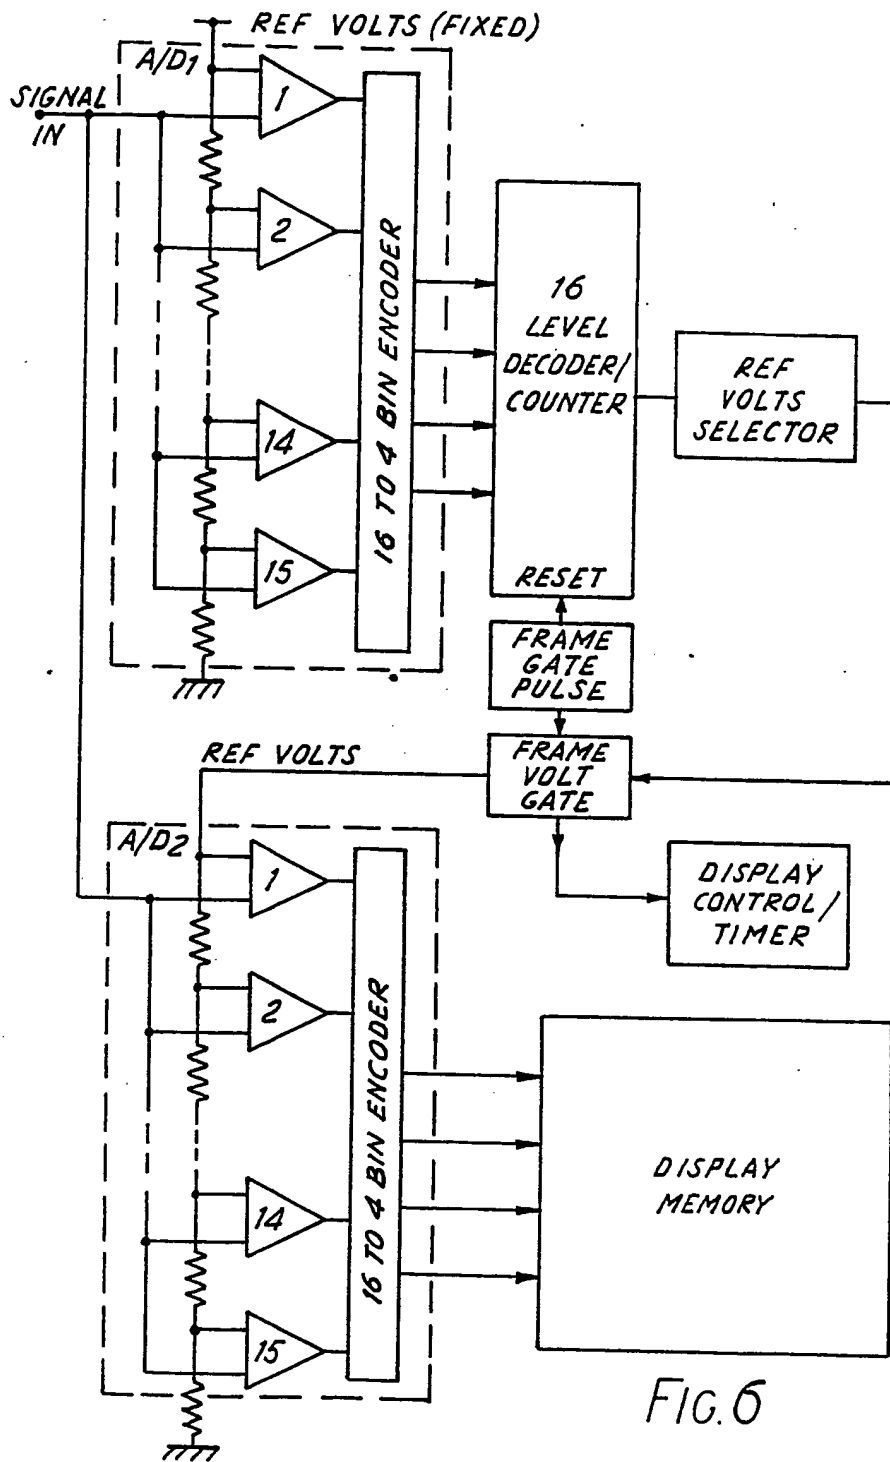 REF VOLTS (FIXED)
A/D1
SIGNAL
IN
1
2
14
15
16 TO 4 BIN ENCODER
16
LEVEL
DECODER/
COUNTER
RESET
REF
VOLTS
SELECTOR
FRAME
GATE
PULSE
FRAME
VOLT
GATE
REF VOLTS
DISPLAY
CONTROL/
TIMER
A/D2
1
2
14
15
16 TO 4 BIN ENCODER
DISPLAY
MEMORY
FIG.6